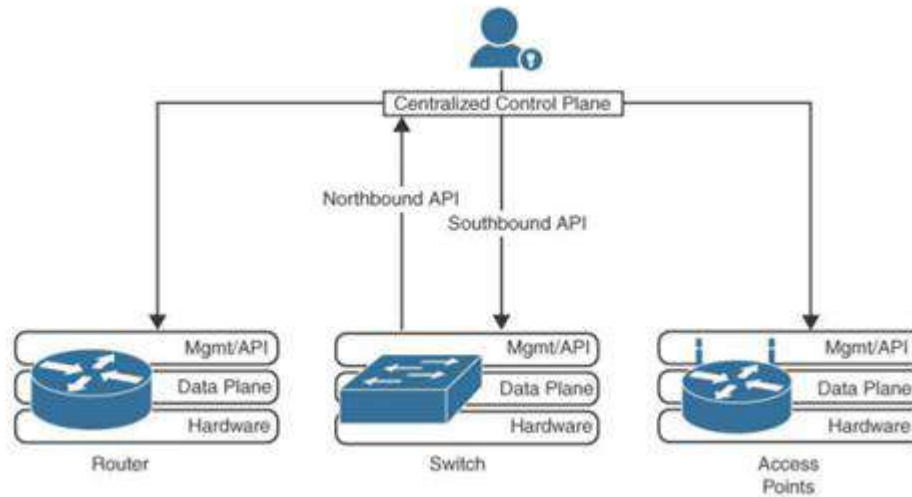 Centralized Control Plane
Northbound API
Southbound API
Mgmt/API
Mgmt/API
Mgmt/API
Data Plane
Data Plane
Data Plane
Hardware
Hardware
Hardware
Router
Switch
Access
Points